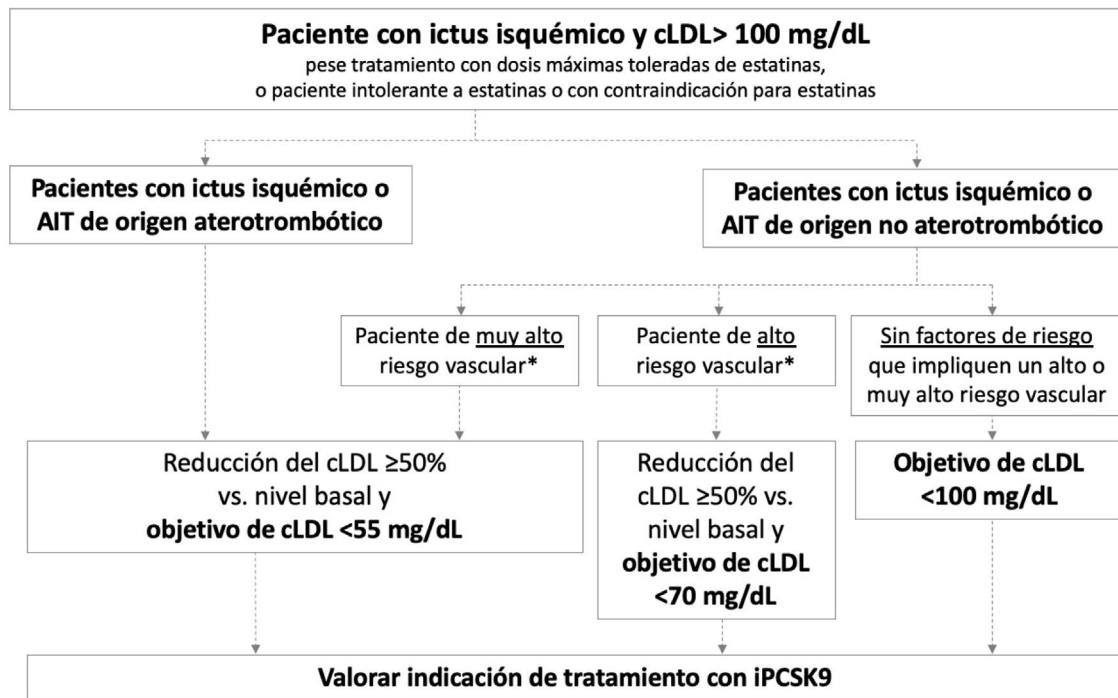 Paciente con ictus isquémico y cLDL> 100 mg/dL
pese tratamiento con dosis máximas toleradas de estatinas,
o paciente intolerante a estatinas o con contraindicación para estatinas
Pacientes con ictus isquémico o
AIT de origen aterotrombótico
Pacientes con ictus isquémico o
AIT de origen no aterotrombótico
Paciente de muy alto
riesgo vascular*
Paciente de alto
riesgo vascular*
Sin factores de riesgo
que impliquen un alto o
muy alto riesgo vascular
Reducción del cLDL ≥50%
vs. nivel basal y
objetivo de cLDL <55 mg/dL
Reducción del
cLDL ≥50% vs.
nivel basal y
objetivo de cLDL
<70 mg/dL
Objetivo de cLDL
<100 mg/dL
Valorar indicación de tratamiento con iPCSK9